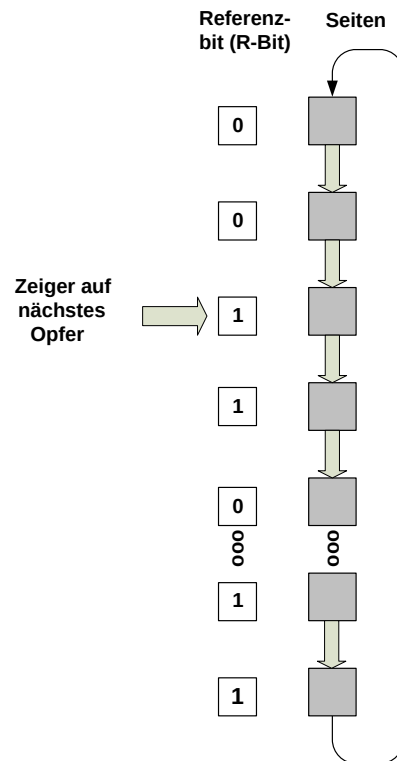 Referenz-
bit (R-Bit)
Seiten
0
0
Zeiger auf
nächstes
Opfer
1
1
0
ooo
ooo
1
1